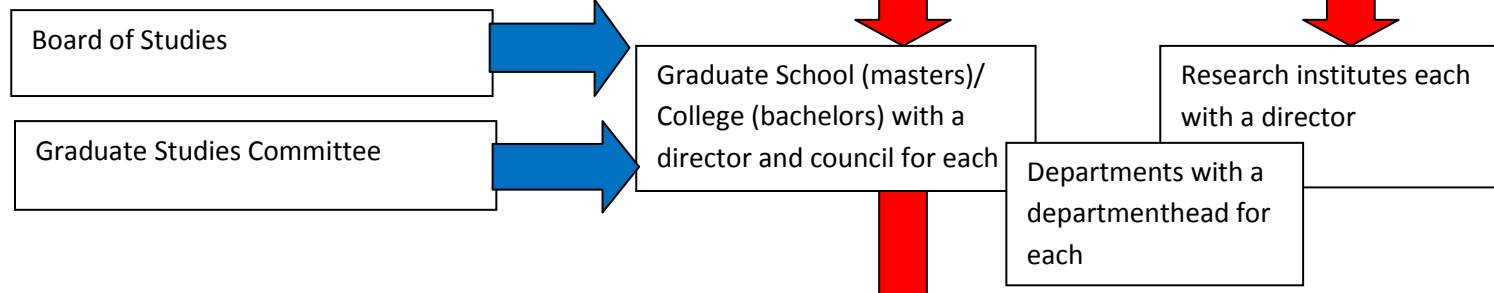 Board of Studies
Graduate Studies Committee
Graduate School (masters)/
College (bachelors) with a
director and council for each
Research institutes each
with a director
Departments with a
departmenthead for
each